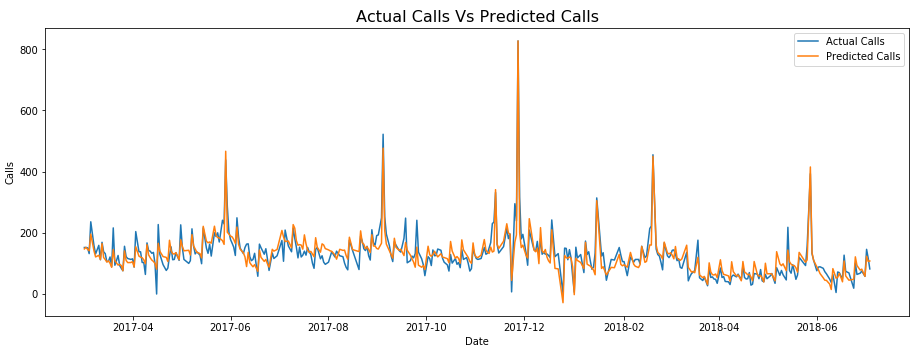 Actual Calls Vs Predicted Calls
Actual Calls
Predicted Calls
800
600
400
200
0
Calls
2017-04 2017-06 2017-08 2017-10 2017-12 2018-02 2018-04 2018-06
Date